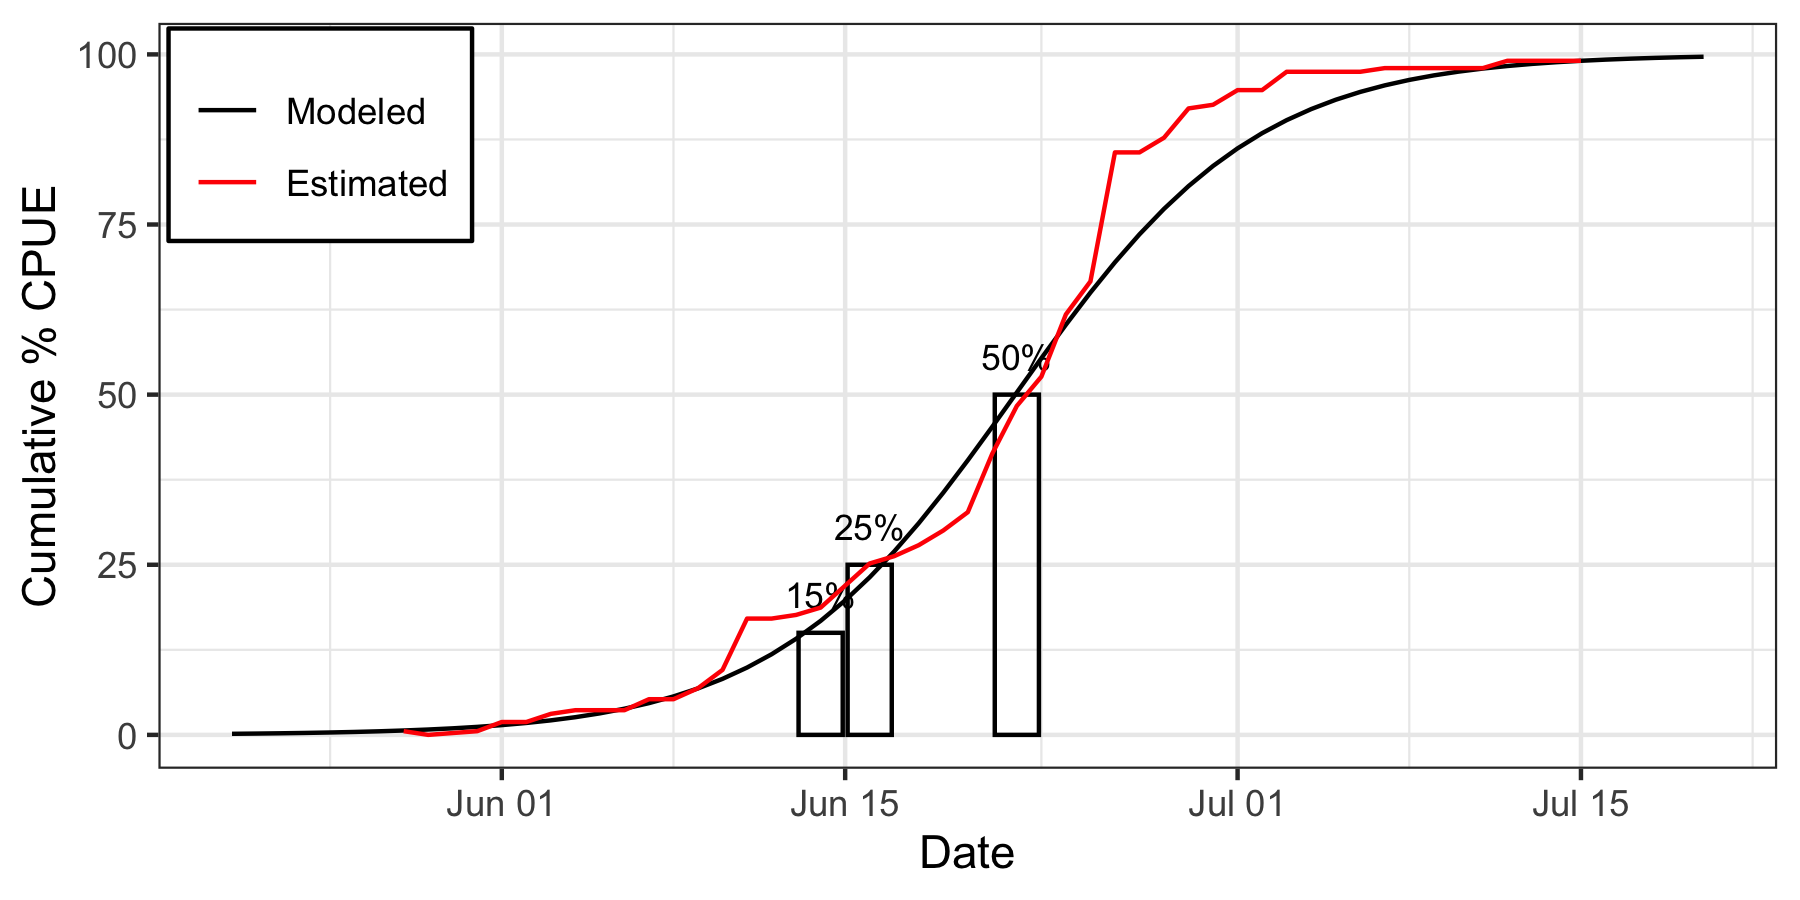 Cumulative % CPUE
100
75
50
25
0
Modeled
Estimated
15%
25%
50%
Jun 01
Jun 15
Jul 01
Jul 15
Date